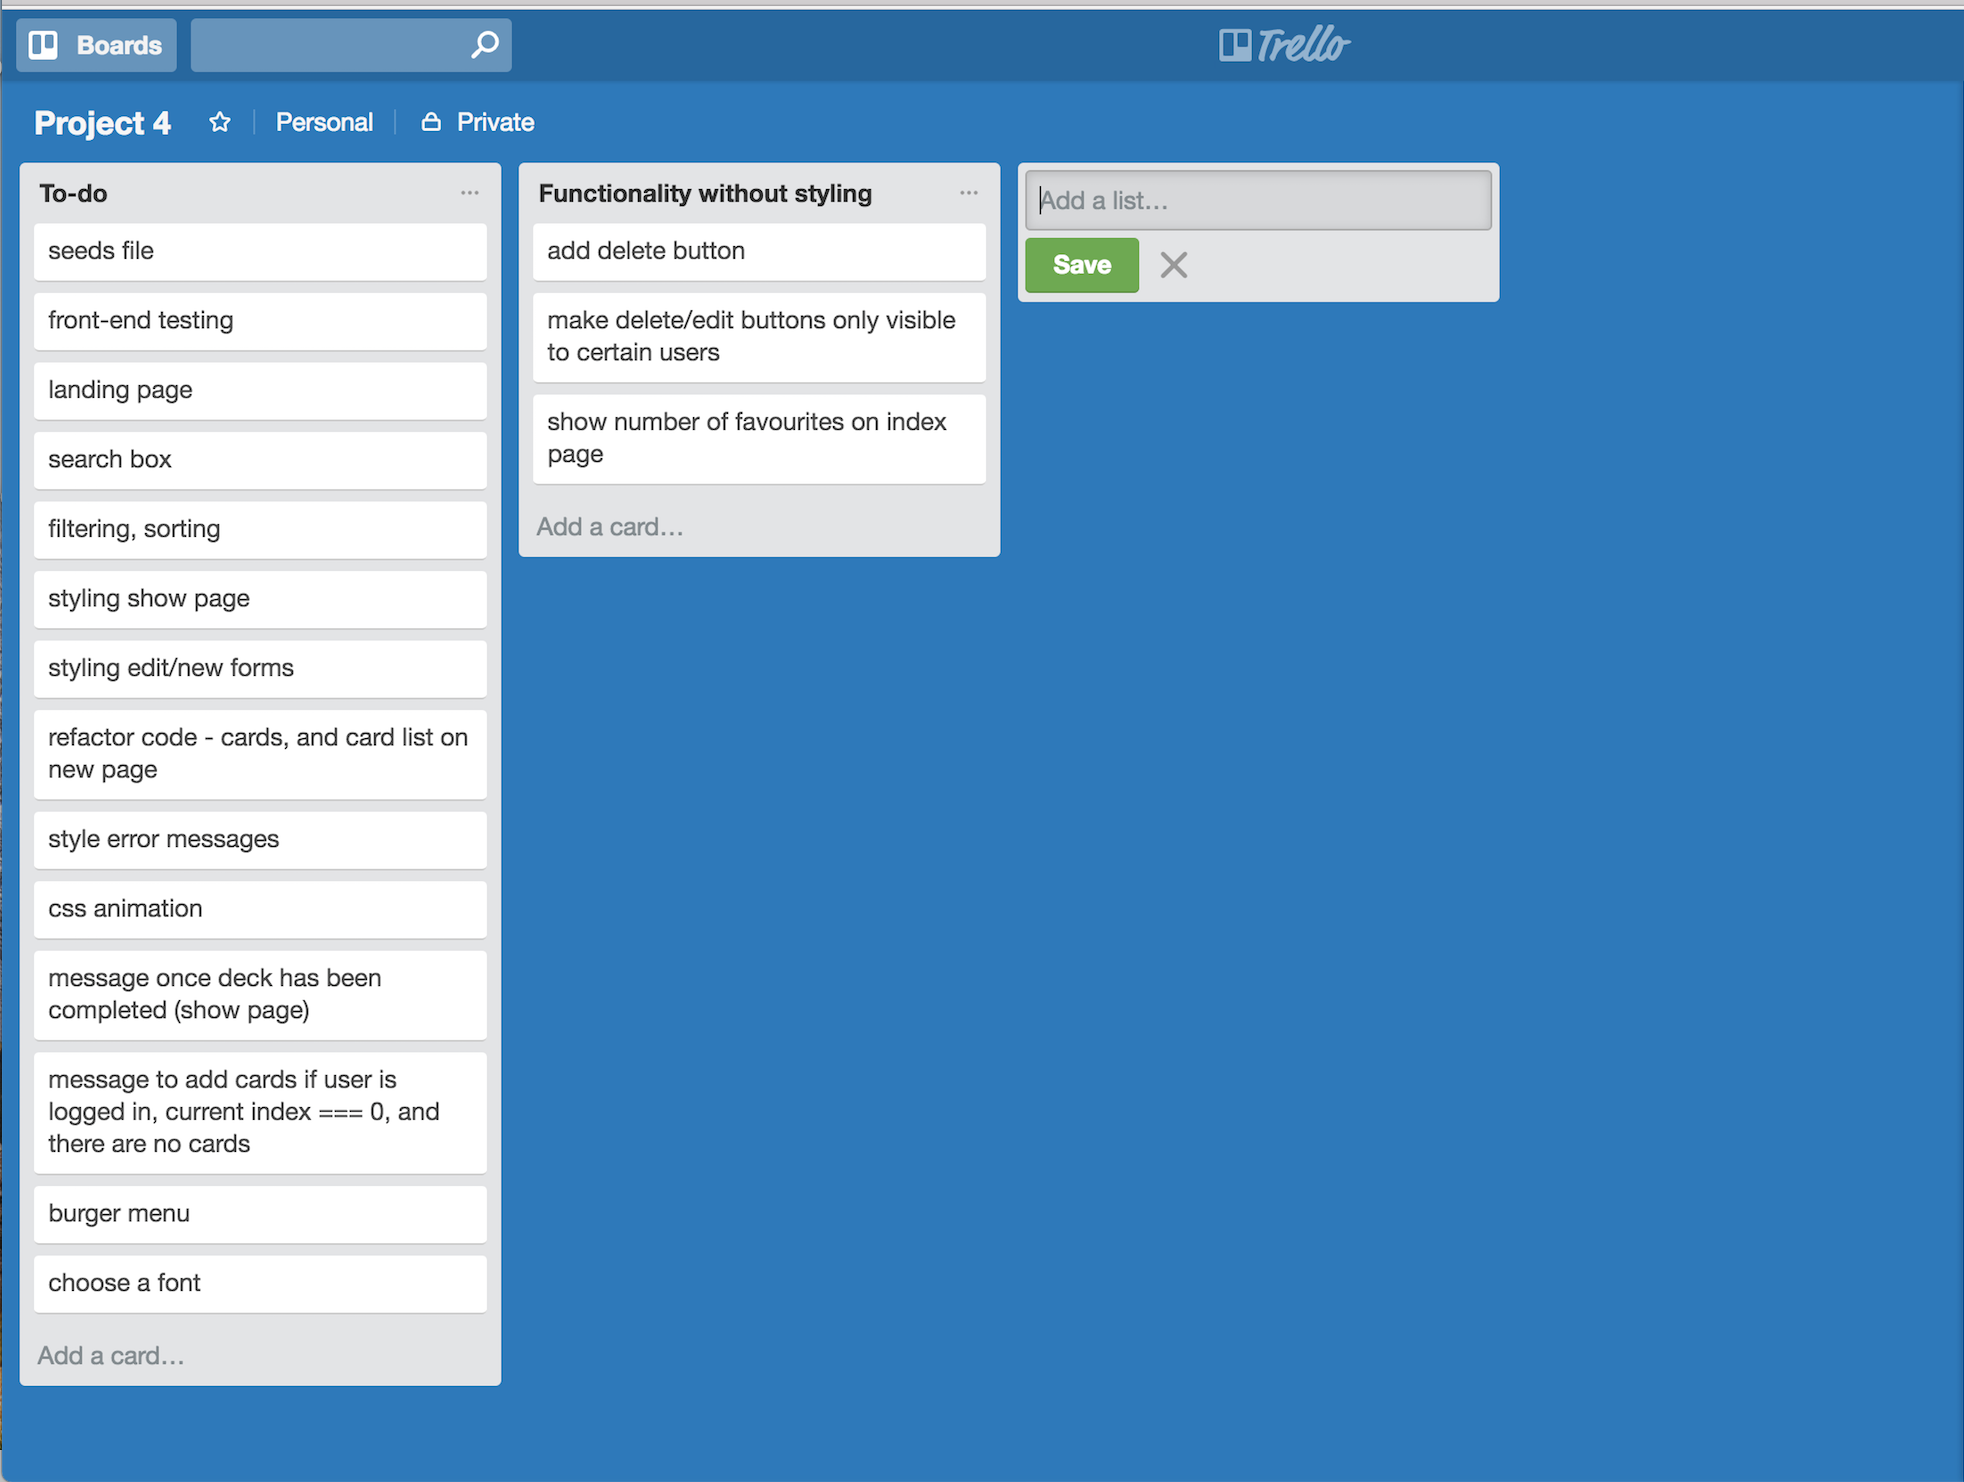 Boards
Trello
Project 4
Personal
Private
To-do
seeds file
front-end testing
landing page
search box
filtering, sorting
styling show page
styling edit/new forms
refactor code - cards, and card list on
new page
style error messages
css animation
message once deck has been
completed (show page)
message to add cards if user is
logged in, current index === 0, and
there are no cards
burger menu
choose a font
Add a card…
Functionality without styling
add delete button
make delete/edit buttons only visible
to certain users
show number of favourites on index
page
Add a card…
Add a list…
Save